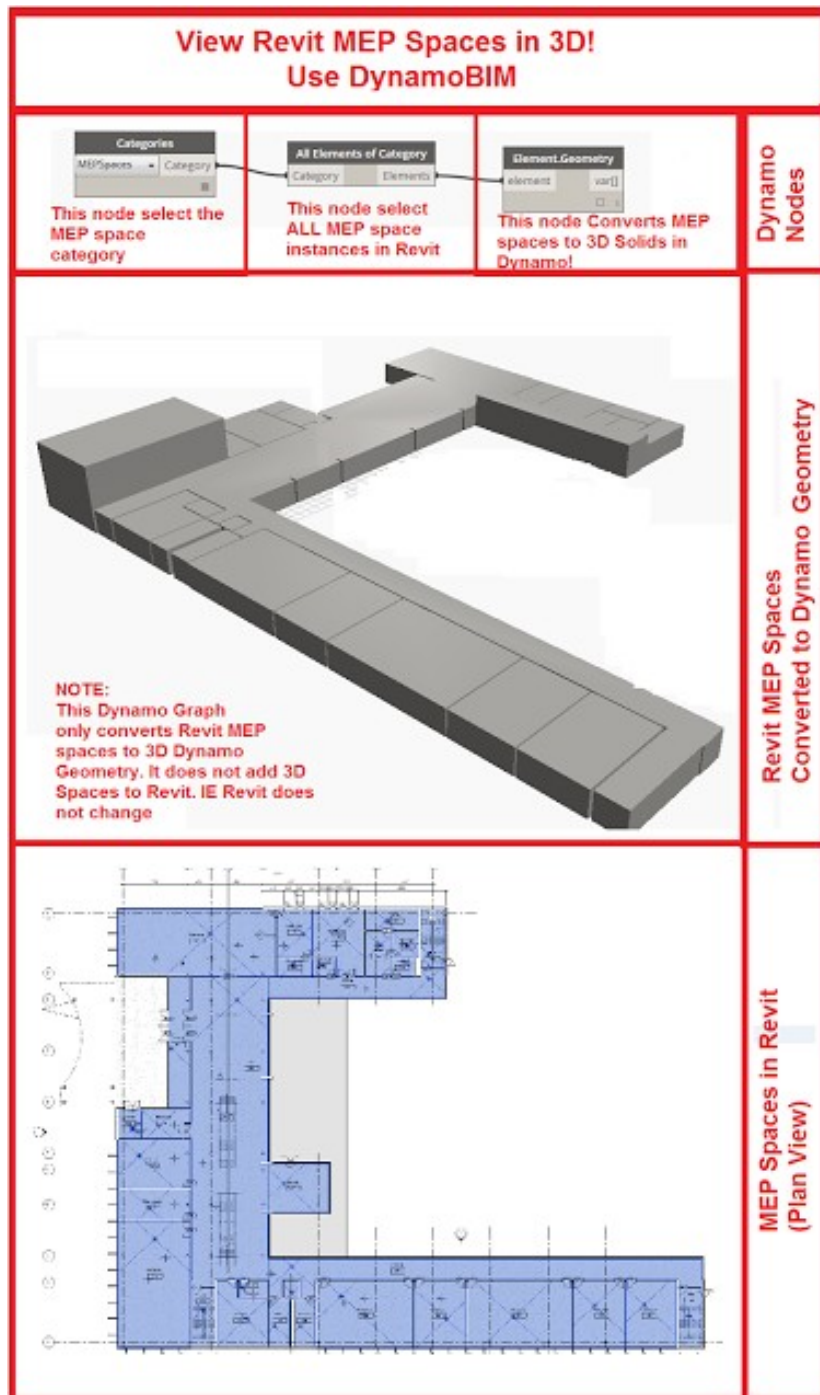 View Revit MEP Spaces in 3D!
Use DynamoBIM
Categories
MEPSpaces
Category
This node select the
MEP space
category
All Elements of Category
Category
Elements
This node select
ALL MEP space
instances in Revit
Element.Geometry
element
var[]
This node Converts MEP
spaces to 3D Solids in
Dynamo!
Dynamo
Nodes
NOTE:
This Dynamo Graph
only converts Revit MEP
spaces to 3D Dynamo
Geometry. It does not add 3D
Spaces to Revit. IE Revit does
not change
Revit MEP Spaces
Converted to Dynamo Geometry
MEP Spaces in Revit
(Plan View)